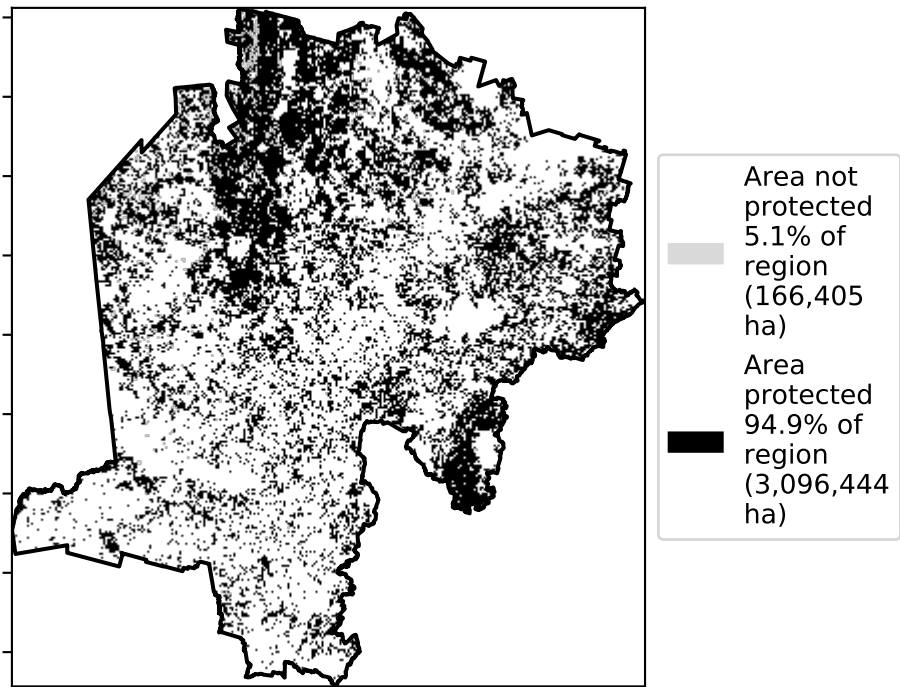 Area not
protected
5.1% of
region
(166,405
ha)
Area
protected
94.9% of
region
(3,096,444
ha)